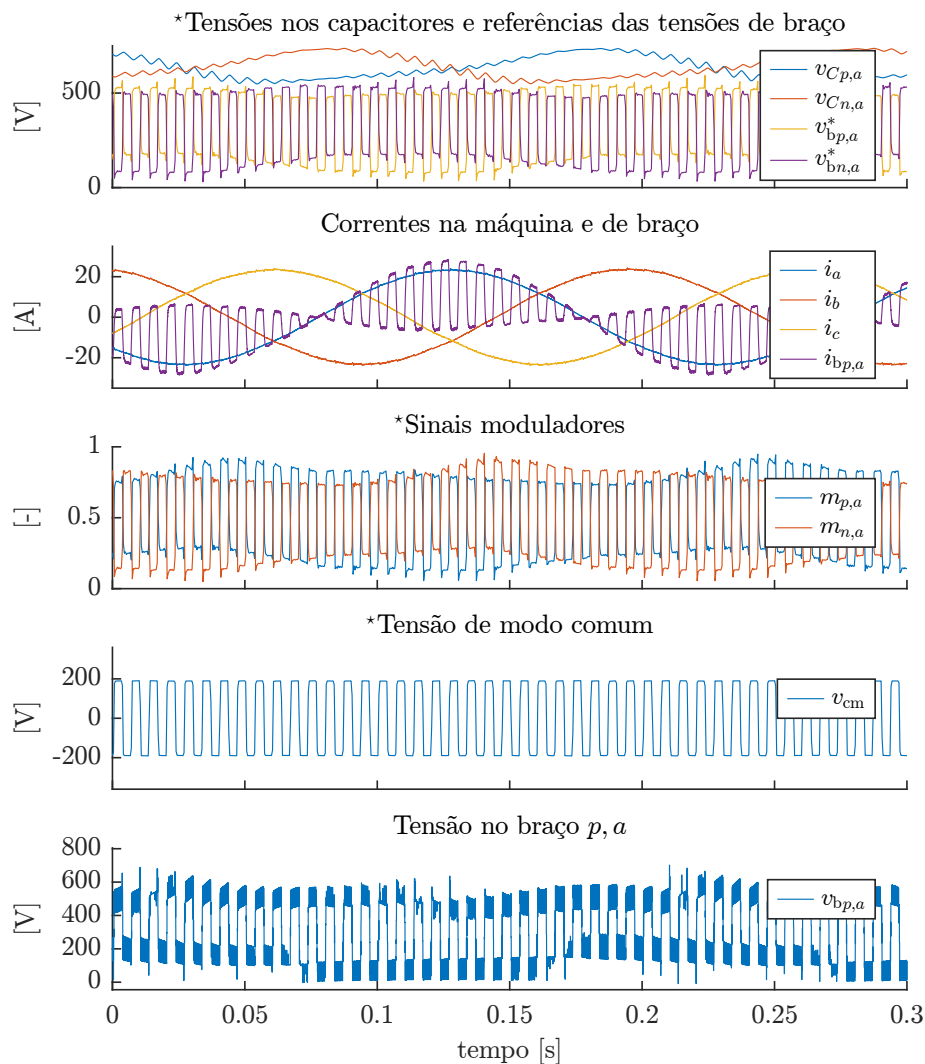 ⋆Tensões nos capacitores e referências das tensões de braço
[V]
500
0
v_{Cp,a}
v_{Cn,a}
v*_{bp,a}
v*_{bn,a}
Correntes na máquina e de braço
[A]
20
0
-20
i_a
i_b
i_c
i_{bp,a}
⋆Sinais moduladores
[-]
1
0.5
0
m_{p,a}
m_{n,a}
⋆Tensão de modo comum
[V]
200
0
-200
v_{cm}
Tensão no braço p, a
[V]
800
600
400
200
0
v_{bp,a}
0 0.05 0.1 0.15 0.2 0.25 0.3
tempo [s]